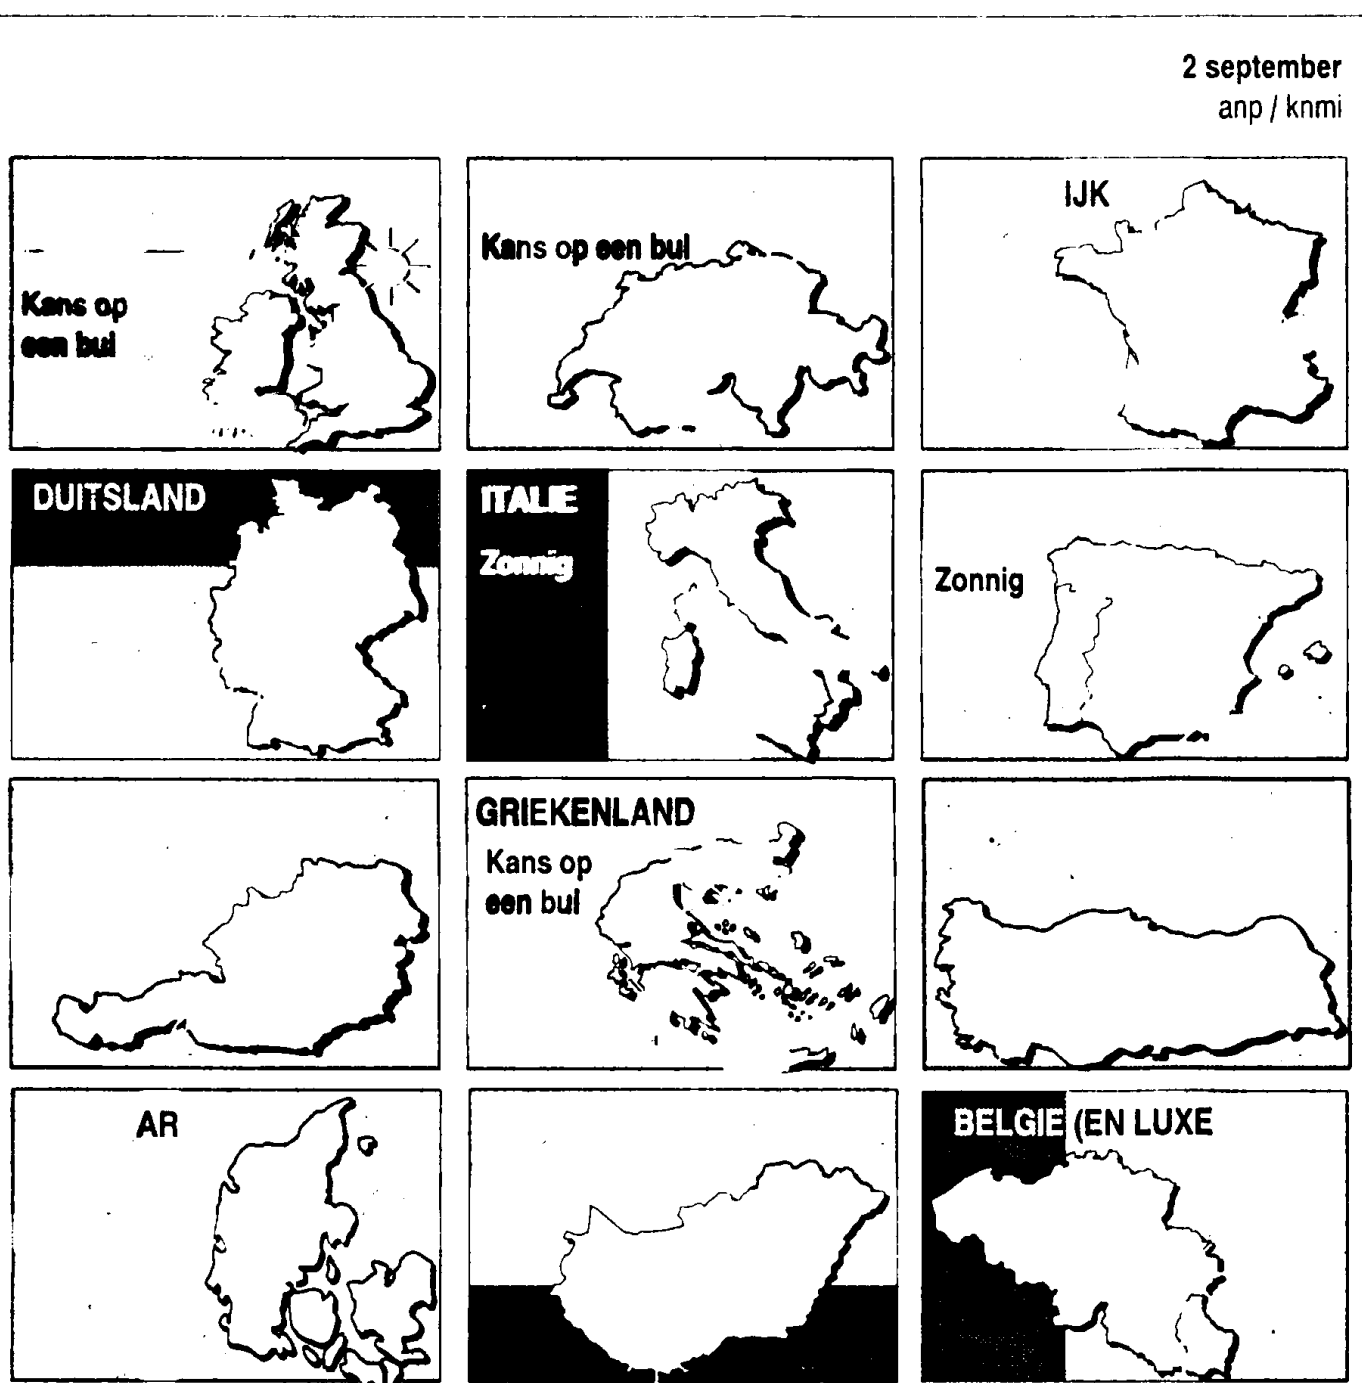 2 september
anp / knmi
Kans op
een bui
Kans op een bui
IJK
DUITSLAND
ITALIE
Zonnig
Zonnig
GRIEKENLAND
Kans op
een bui
AR
BELGIE (EN LUXE